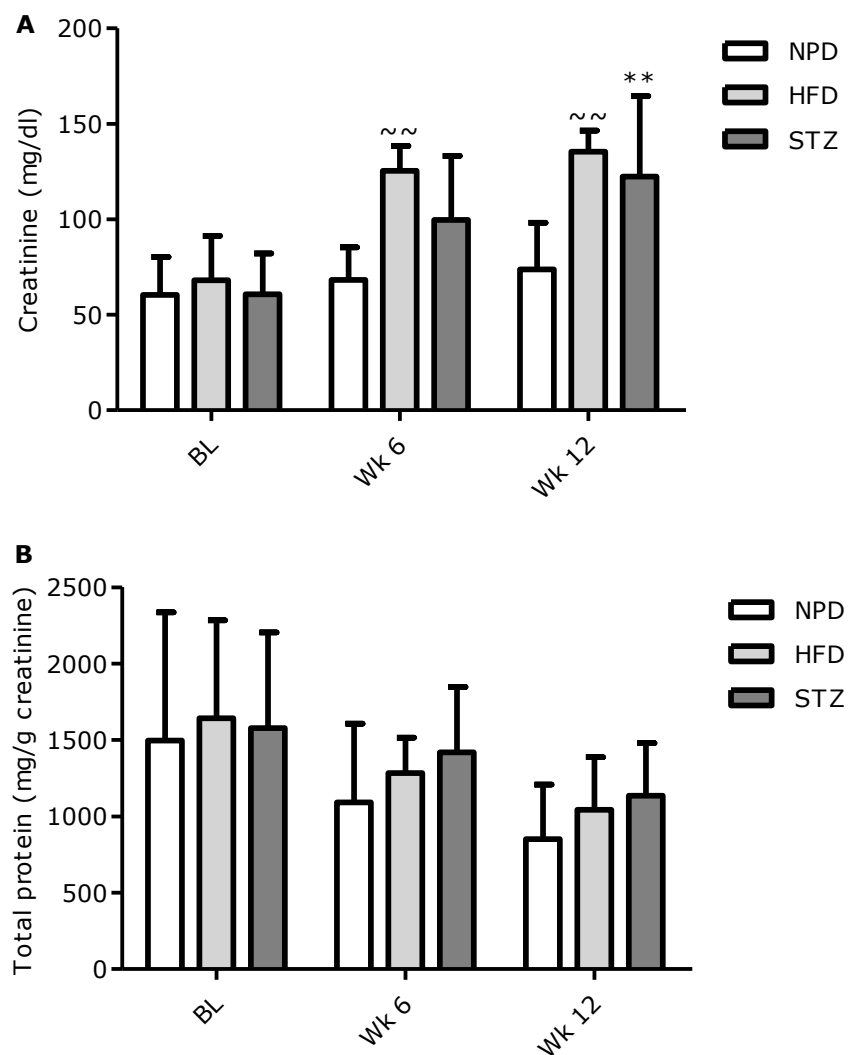 A
200
150
100
50
0
Creatinine (mg/dl)
~~
~~
**
NPD
HFD
STZ
BL
Wk 6
Wk 12
B
2500
2000
1500
1000
500
0
Total protein (mg/g creatinine)
NPD
HFD
STZ
BL
Wk 6
Wk 12